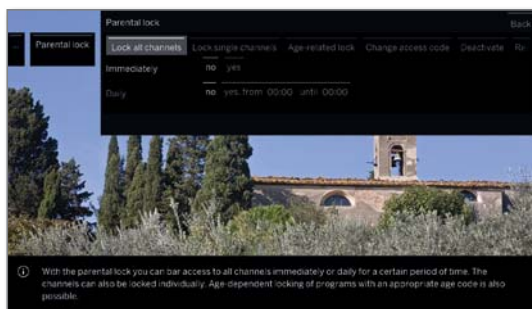 Parental lock
Back
Parental lock
Lock all channels Lock single channels Age-related lock Change access code Deactivate Re
Immediately no yes
Daily no yes, from 00:00 until 00:00
With the parental lock you can bar access to all channels immediately or daily for a certain period of time. The
channels can also be locked individually. Age-dependent locking of programs with an appropriate age code is also
possible.